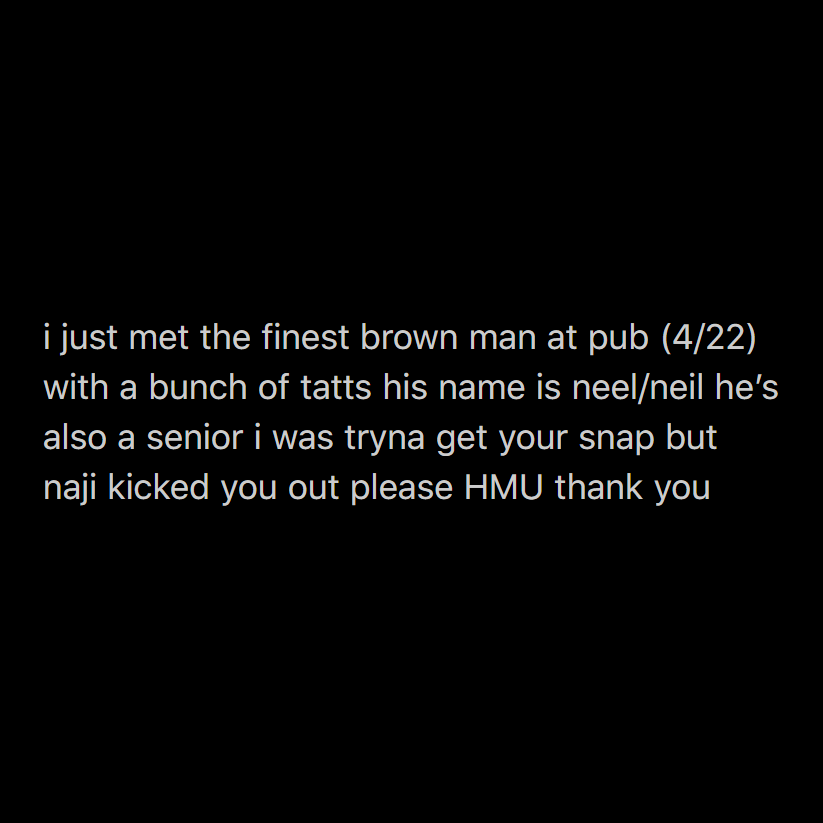 i just met the finest brown man at pub (4/22)
with a bunch of tatts his name is neel/neil he’s
also a senior i was tryna get your snap but
naji kicked you out please HMU thank you